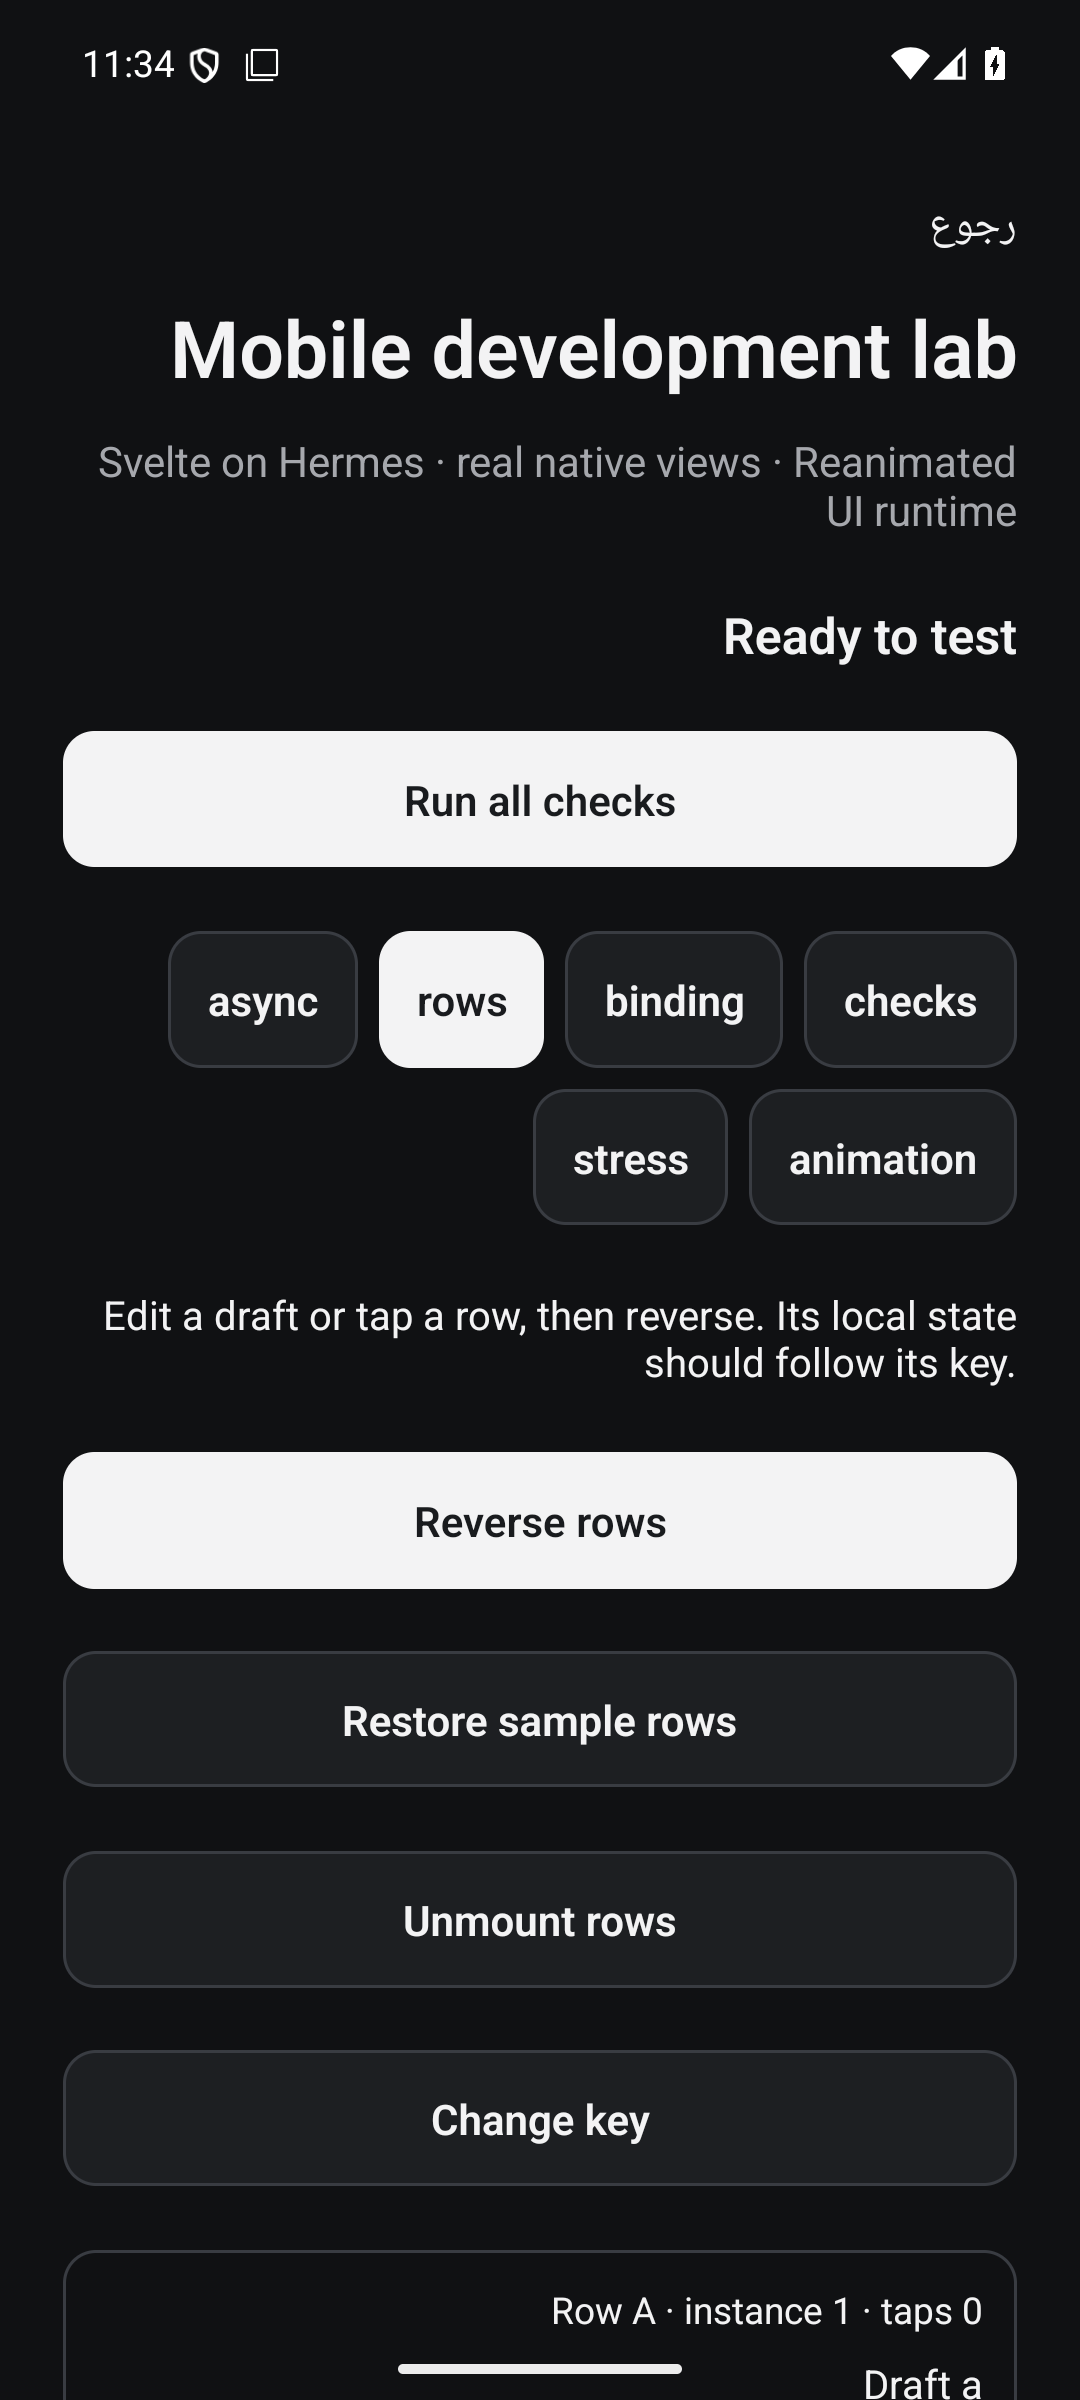 11:34
رجوع
Mobile development lab
Svelte on Hermes · real native views · Reanimated
UI runtime
Ready to test
Run all checks
checks
binding
rows
async
animation
stress
Edit a draft or tap a row, then reverse. Its local state
should follow its key.
Reverse rows
Restore sample rows
Unmount rows
Change key
Row A · instance 1 · taps 0
Draft a